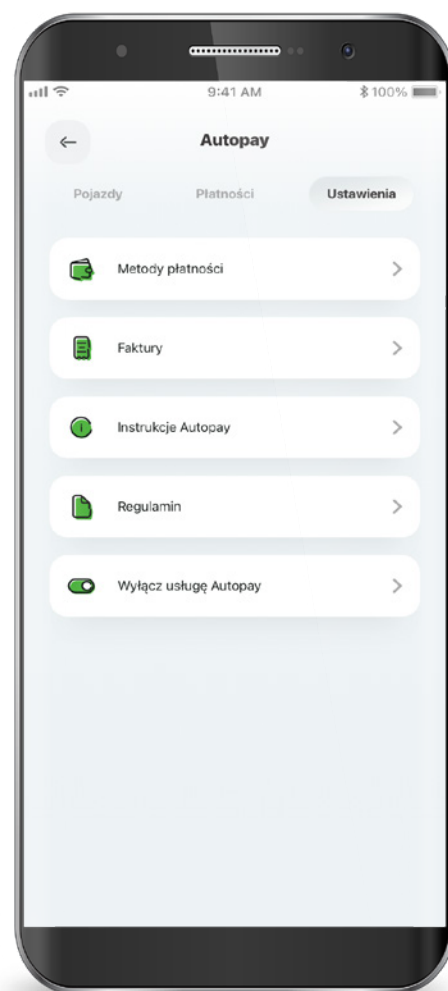 9:41 AM
100%
Autopay
Pojazdy
Płatności
Ustawienia
Metody płatności
Faktury
Instrukcje Autopay
Regulamin
Wyłącz usługę Autopay